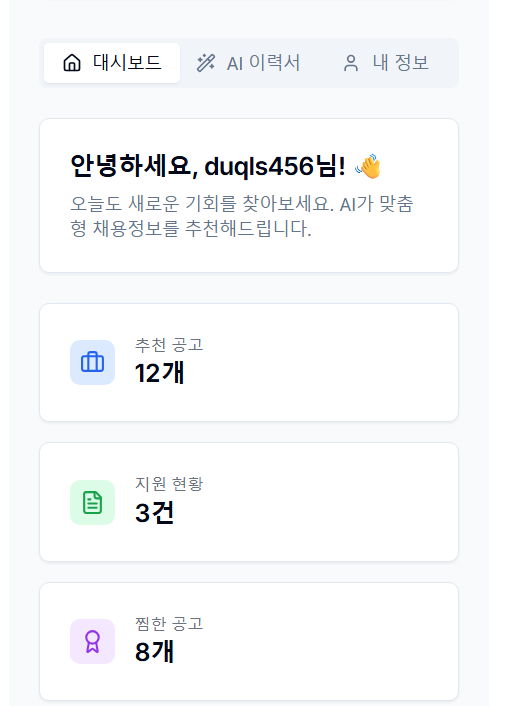 대시보드 AI 이력서 내 정보
안녕하세요, duqls456님! 👋
오늘도 새로운 기회를 찾아보세요. AI가 맞춤
형 채용정보를 추천해드립니다.
추천 공고
12개
지원 현황
3건
찜한 공고
8개